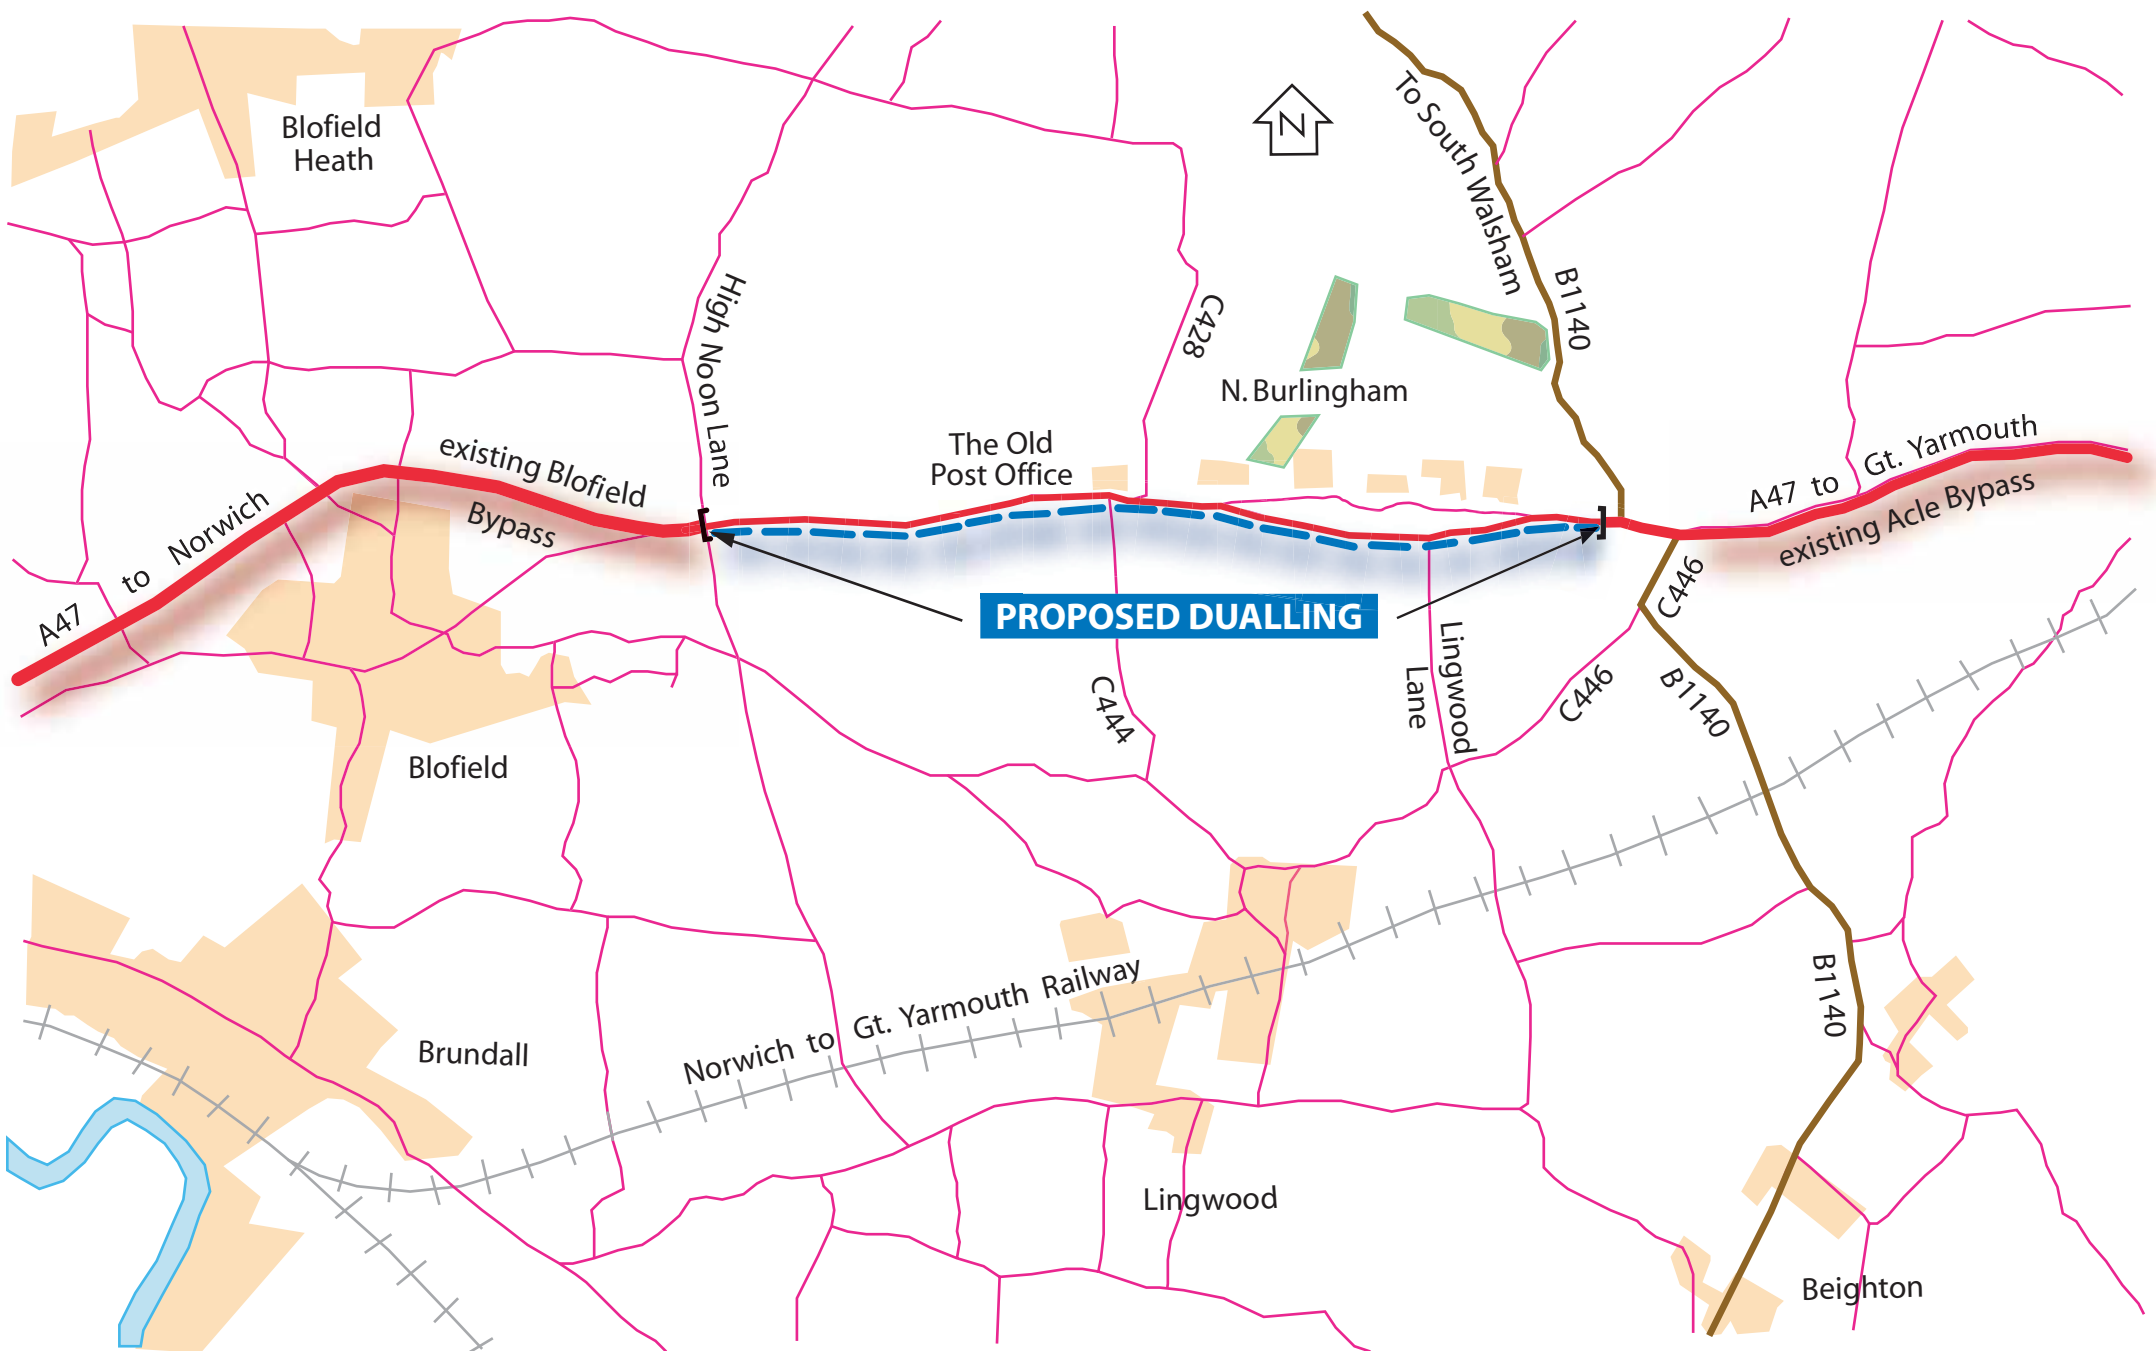 Blofield
Heath
N
To South Walsham
B1140
High Noon Lane
C428
N. Burlingham
The Old
Post Office
existing Blofield
Bypass
A47 to Norwich
A47 to Gt. Yarmouth
existing Acle Bypass
PROPOSED DUALLING
C446
C446
B1140
Lingwood
Lane
C444
Blofield
Brundall
Norwich to Gt. Yarmouth Railway
B1140
Lingwood
Beighton